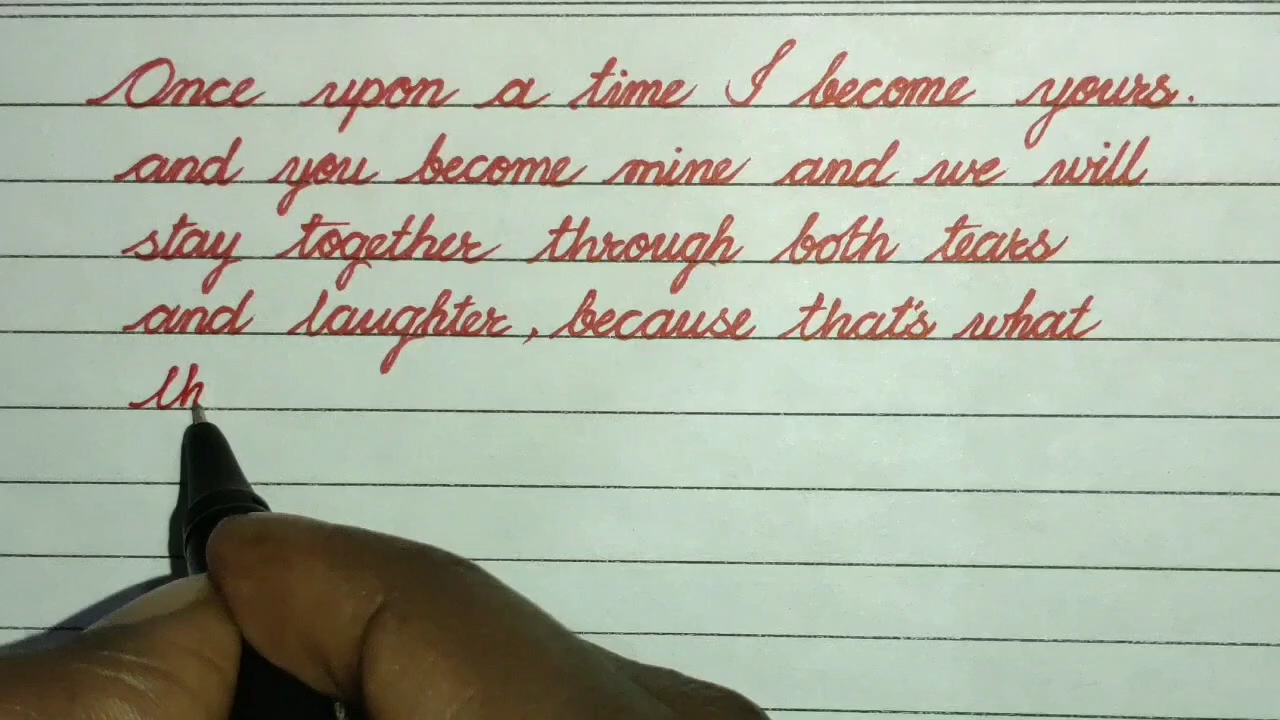 Once upon a time I become yours.
and you become mine and we will
stay together through both tears
and laughter, because that's what
th